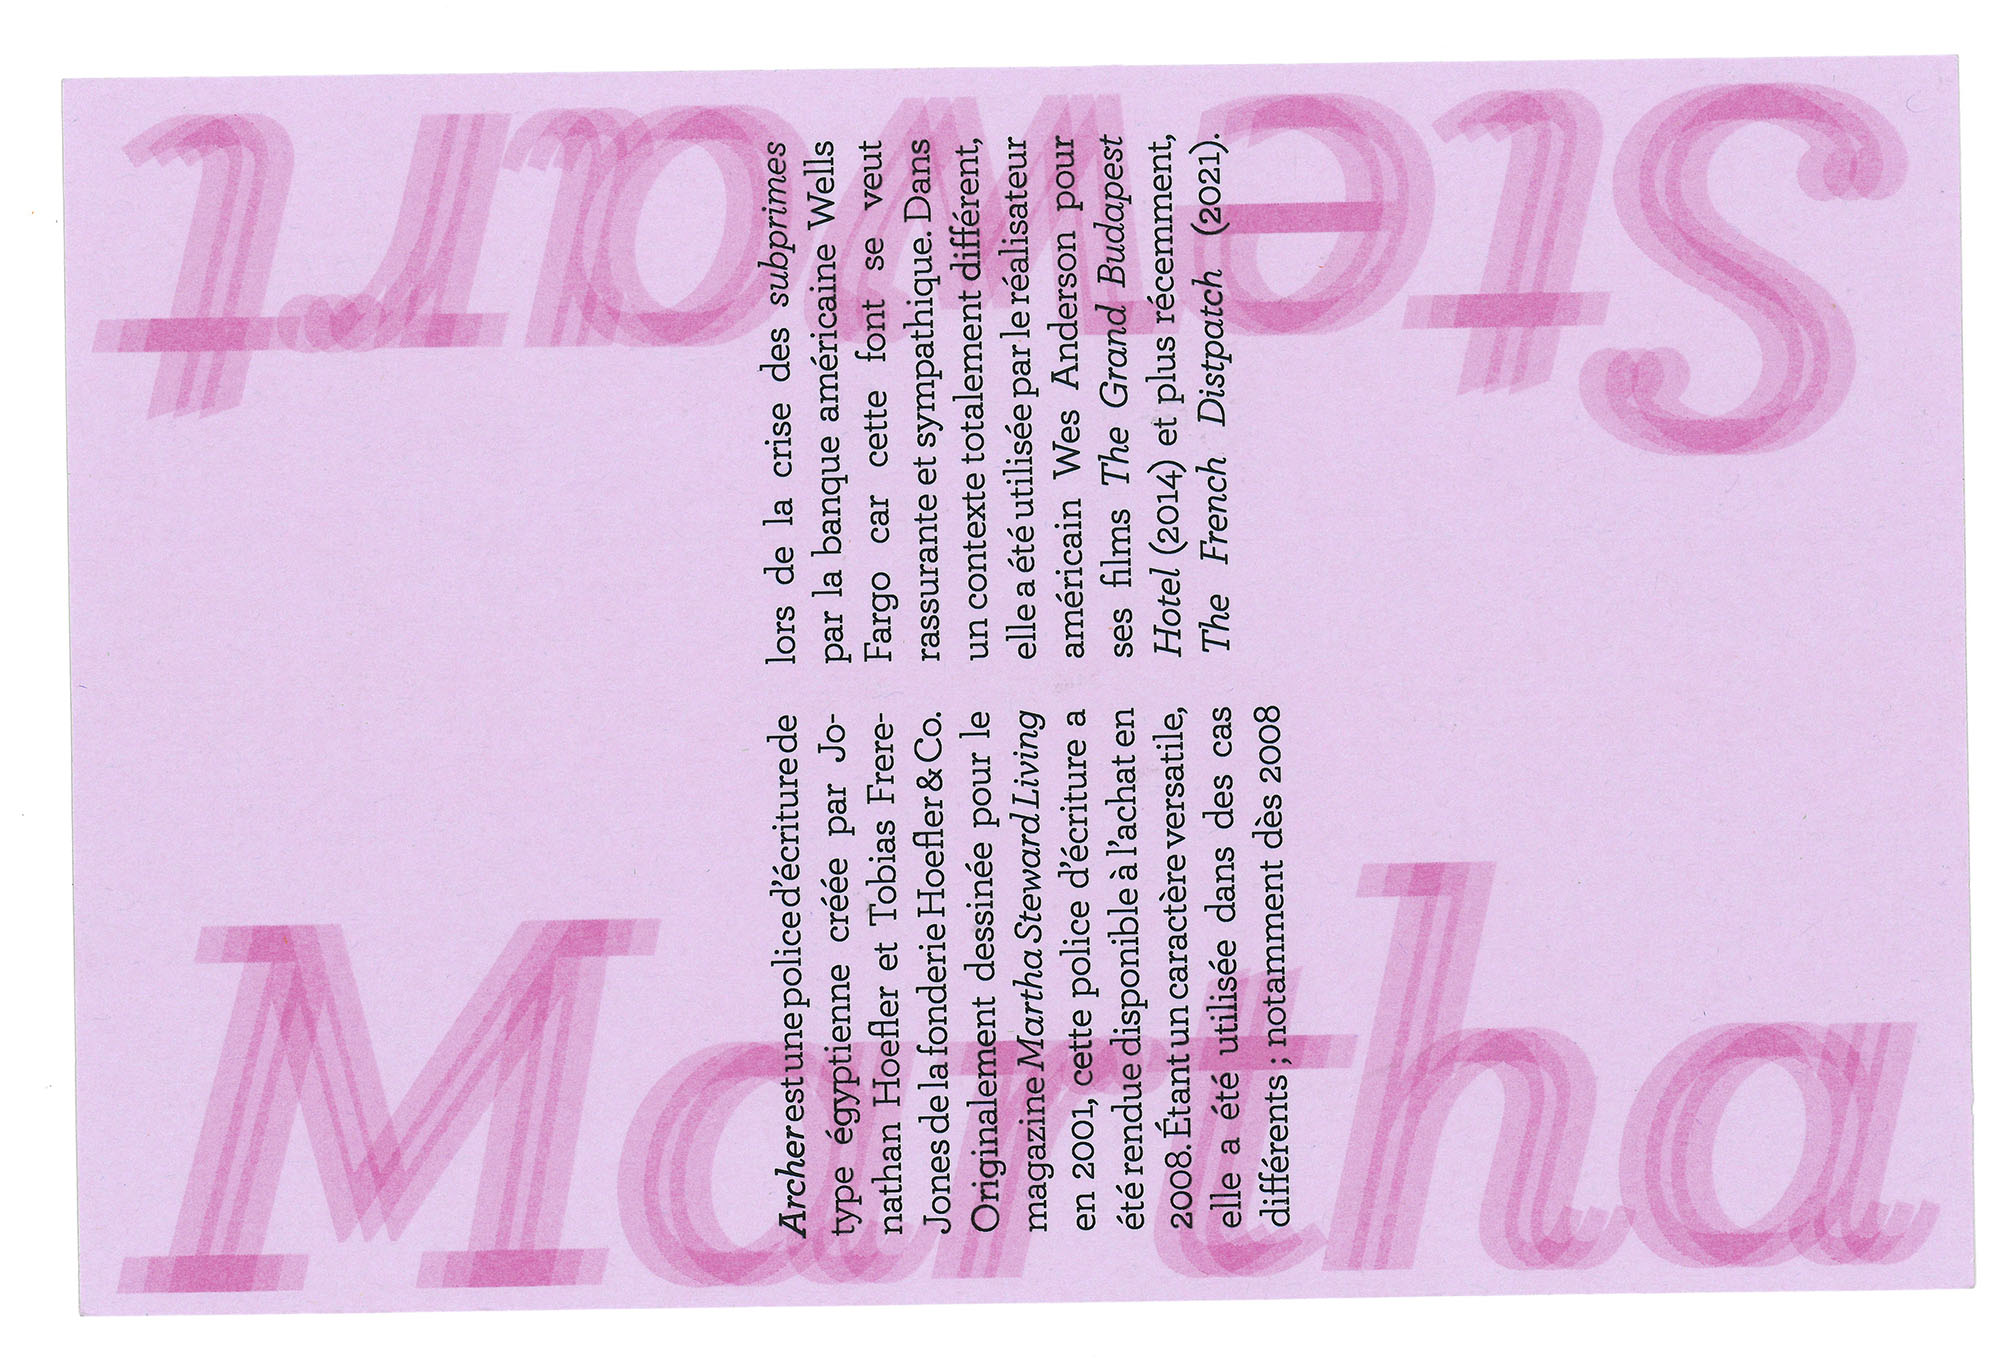 Martha
Stewart
Archer est une police d'écriture de
type égyptienne créée par Jo-
nathan Hoefler et Tobias Frere-
Jones de la fonderie Hoefler & Co.
Originalement dessinée pour le
magazine Martha Steward Living
en 2001, cette police d'écriture a
été rendue disponible à l'achat en
2008. Étant un caractère versatile,
elle a été utilisée dans des cas
différents ; notamment dès 2008
lors de la crise des subprimes
par la banque américaine Wells
Fargo car cette font se veut
rassurante et sympathique. Dans
un contexte totalement différent,
elle a été utilisée par le réalisateur
américain Wes Anderson pour
ses films The Grand Budapest
Hotel (2014) et plus récemment,
The French Distpatch (2021).